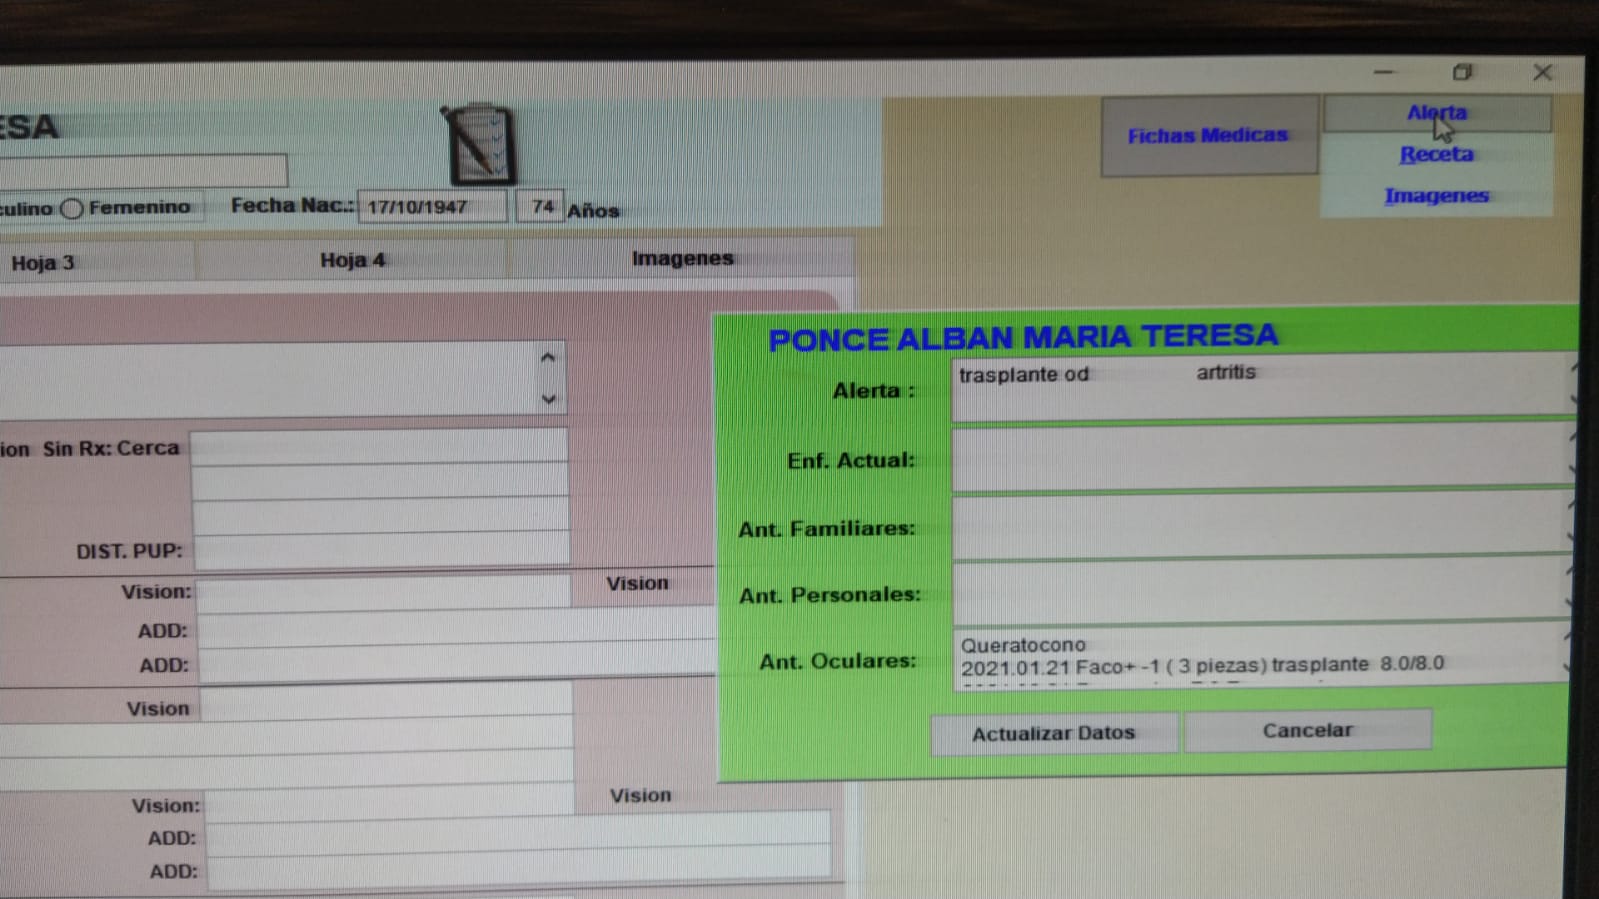 ESA
Fichas Medicas
Alerta
Receta
Imagenes
culino Femenino Fecha Nac.: 17/10/1947 74 Años
Hoja 3 Hoja 4 Imagenes
PONCE ALBAN MARIA TERESA
Alerta : trasplante od artritis
Enf. Actual:
Ant. Familiares:
Ant. Personales:
Ant. Oculares: Queratocono
2021.01.21 Faco+ -1 ( 3 piezas) trasplante 8.0/8.0
Actualizar Datos Cancelar
ion Sin Rx: Cerca
DIST. PUP:
Vision: Vision
ADD:
ADD:
Vision
Vision: Vision
ADD:
ADD: